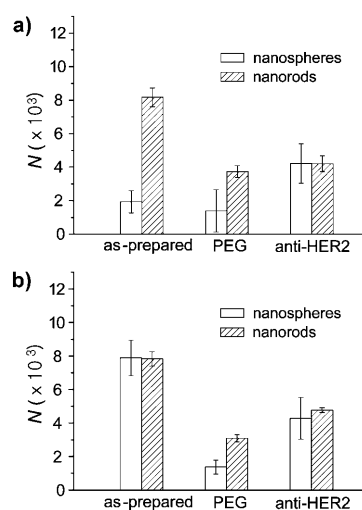 a)
12
10
8
6
4
2
0
N ( x 10³)
nanospheres
nanorods
as-prepared PEG anti-HER2
b)
12
10
8
6
4
2
0
N ( x 10³)
nanospheres
nanorods
as-prepared PEG anti-HER2